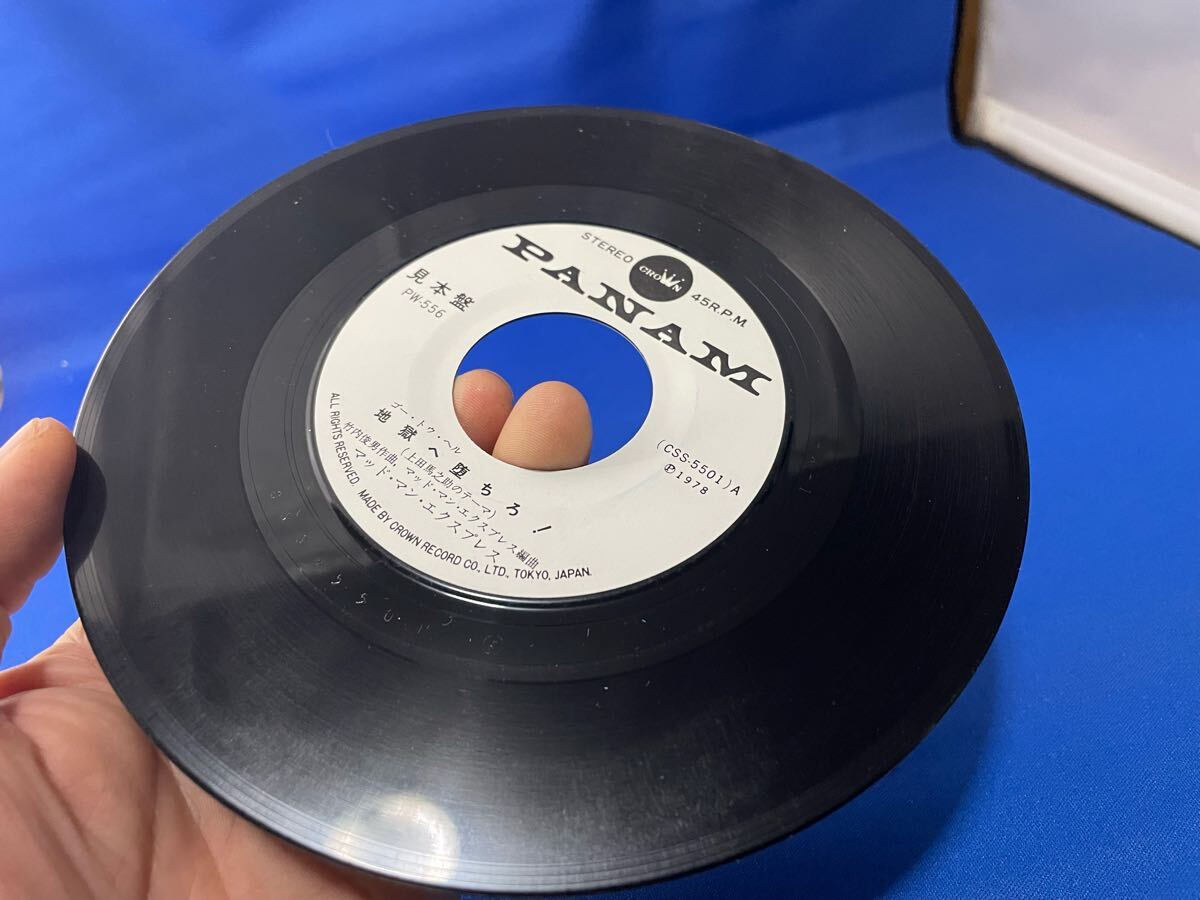 STEREO
CROWN
45R.P.M.
PANAM
見本盤
PW-556
(CSS-5501)A
Ⓟ1978
ゴー・トゥ・ヘル
地獄へ堕ちろ!
(上田馬之助のテーマ)
竹内俊男作曲、マッド・マン・エクスプレス編曲
マッド・マン・エクスプレス
ALL RIGHTS RESERVED. MADE BY CROWN RECORD CO., LTD., TOKYO, JAPAN.